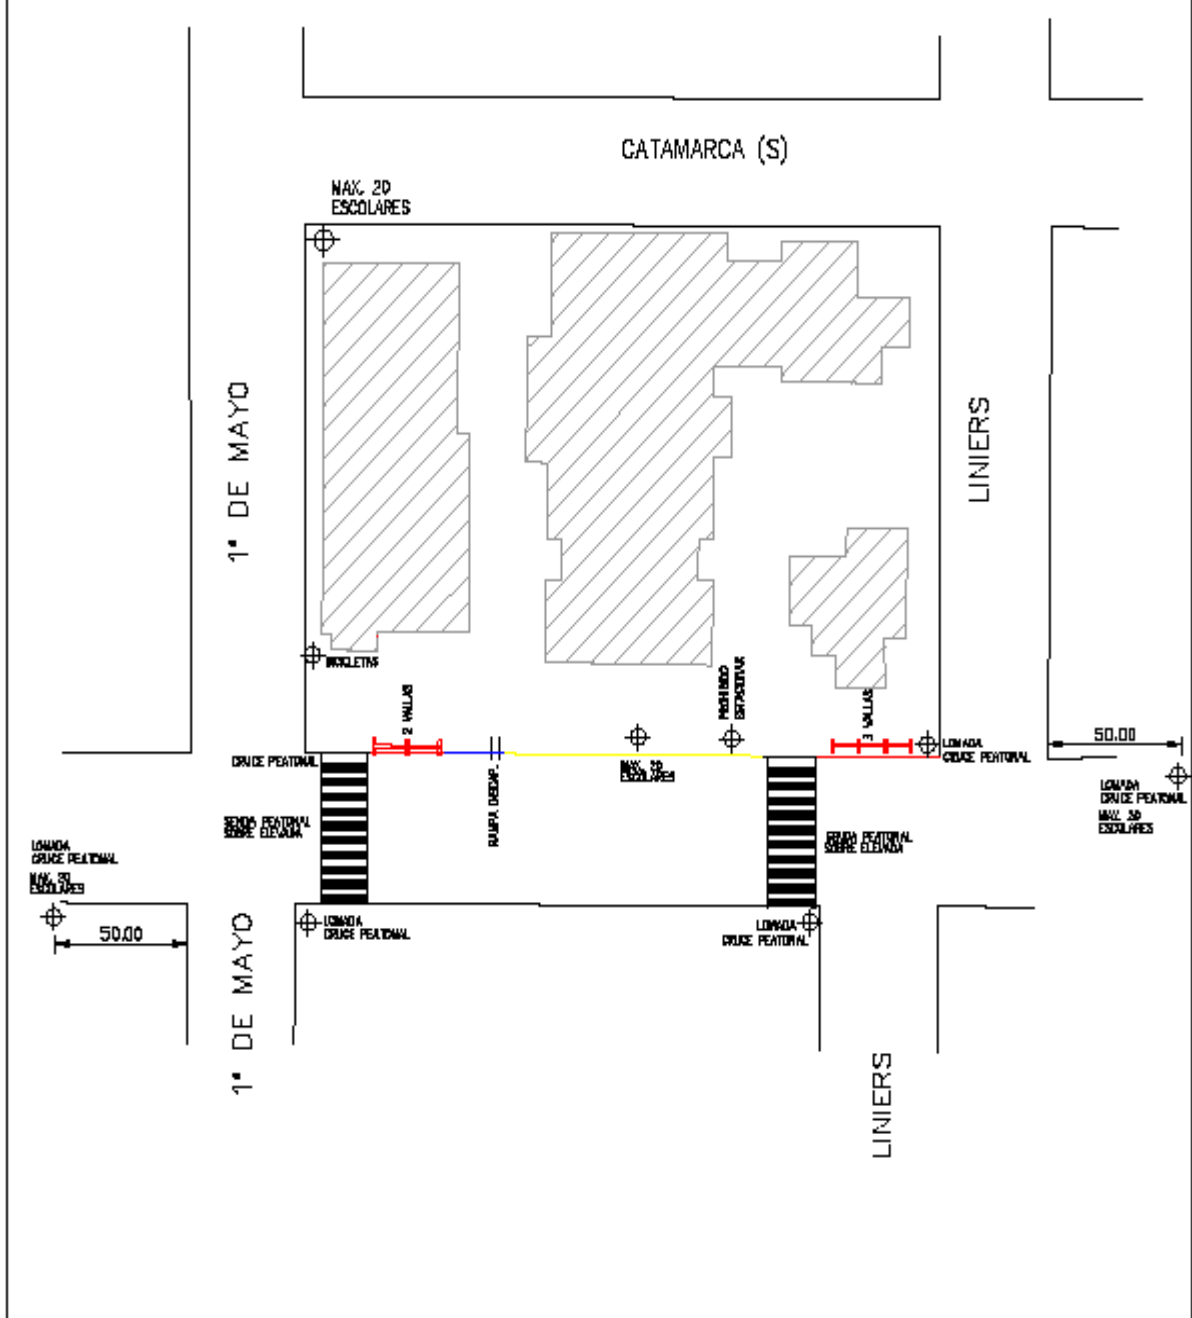 CATAMARCA (S)
MAX. 20
ESCOLARES
1° DE MAYO
LINIERS
BICICLETAS
2 VALLAS
PROHIBIDO
ESTACIONAR
3 VALLAS
LOMADA
CRUCE PEATONAL
50.00
CRUCE PEATONAL
RAMPA DISCAP.
MAX. 20
ESCOLARES
LOMADA
CRUCE PEATONAL
MAX. 20
ESCOLARES
SENDA PEATONAL
SOBRE ELEVADA
SENDA PEATONAL
SOBRE ELEVADA
LOMADA
CRUCE PEATONAL
MAX. 20
ESCOLARES
50.00
LOMADA
CRUCE PEATONAL
LOMADA
CRUCE PEATONAL
1° DE MAYO
LINIERS